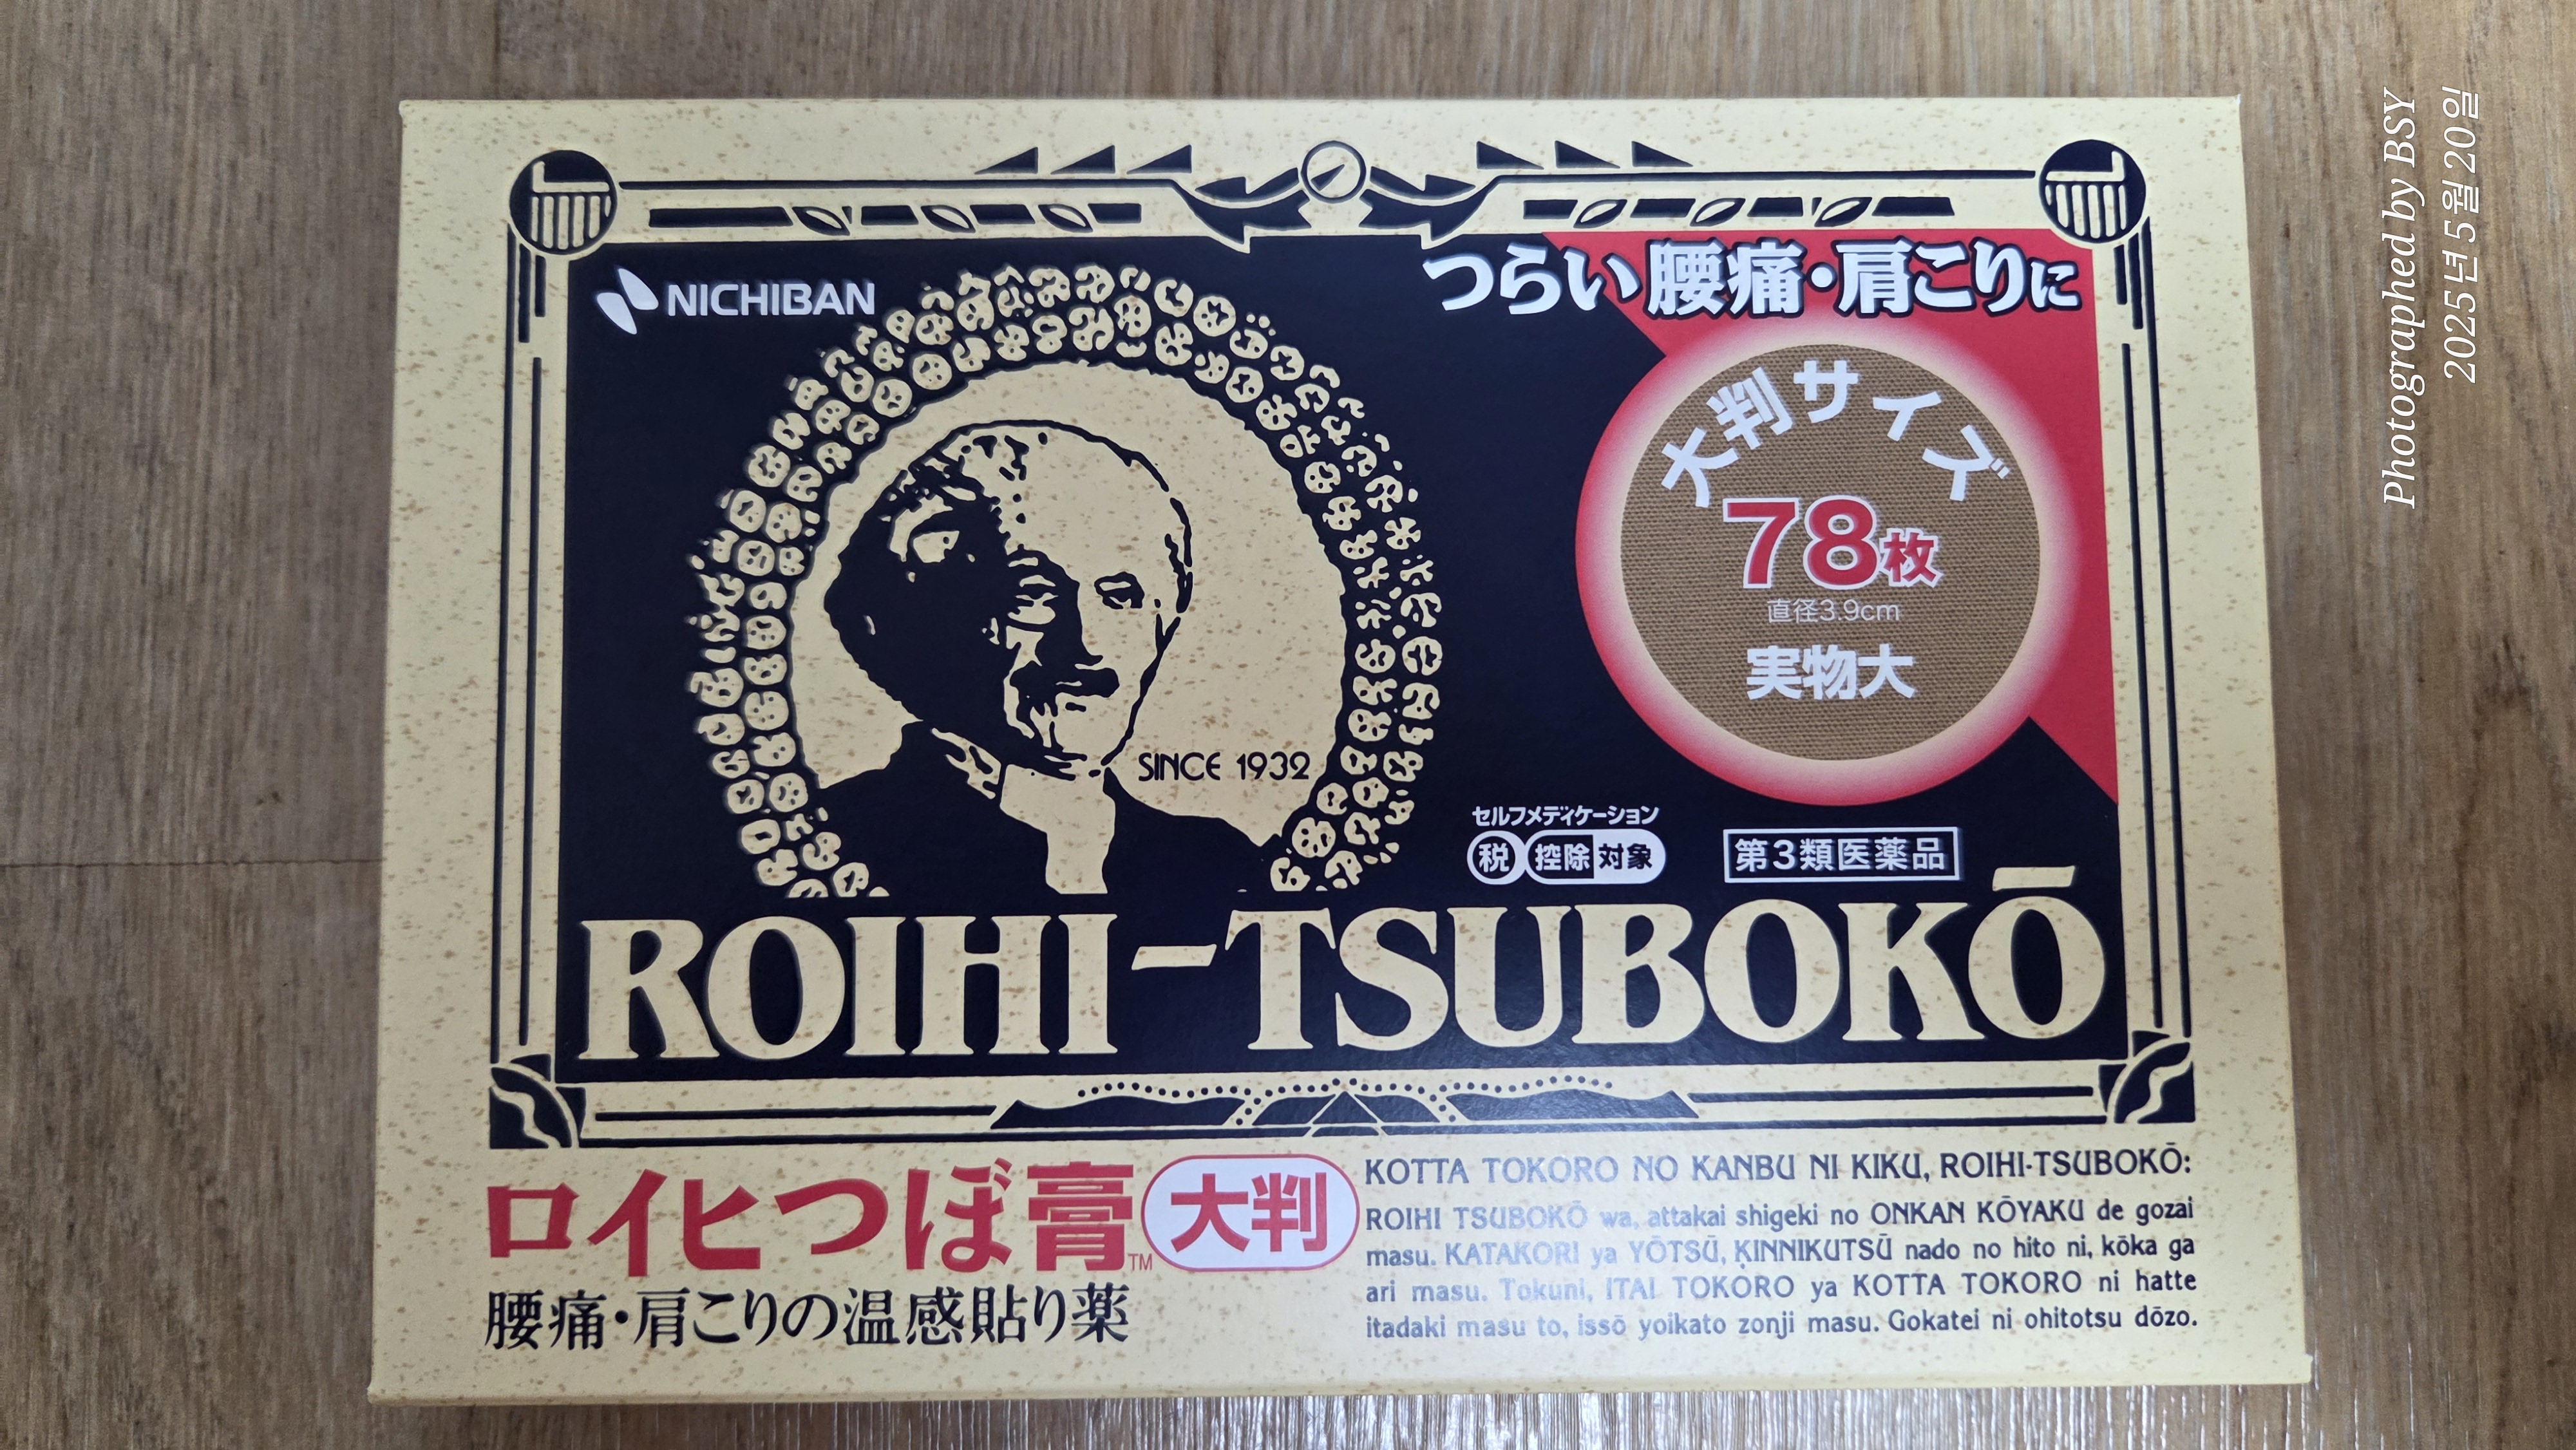 NICHIBAN
つらい腰痛・肩こりに
大判サイズ
78枚
直径3.9cm
実物大
SINCE 1932
セルフメディケーション
税 控除 対象
第3類医薬品
ROIHI-TSUBOKŌ
ロイヒつぼ膏™ 大判
腰痛・肩こりの温感貼り薬
KOTTA TOKORO NO KANBU NI KIKU, ROIHI-TSUBOKŌ:
ROIHI TSUBOKŌ wa, attakai shigeki no ONKAN KŌYAKU de gozai
masu. KATAKORI ya YŌTSŪ, KINNIKUTSŪ nado no hito ni, kōka ga
ari masu. Tokuni, ITAI TOKORO ya KOTTA TOKORO ni hatte
itadaki masu to, issō yoikato zonji masu. Gokatei ni ohitotsu dōzo.
Photographed by BSY
2025년 5월 20일